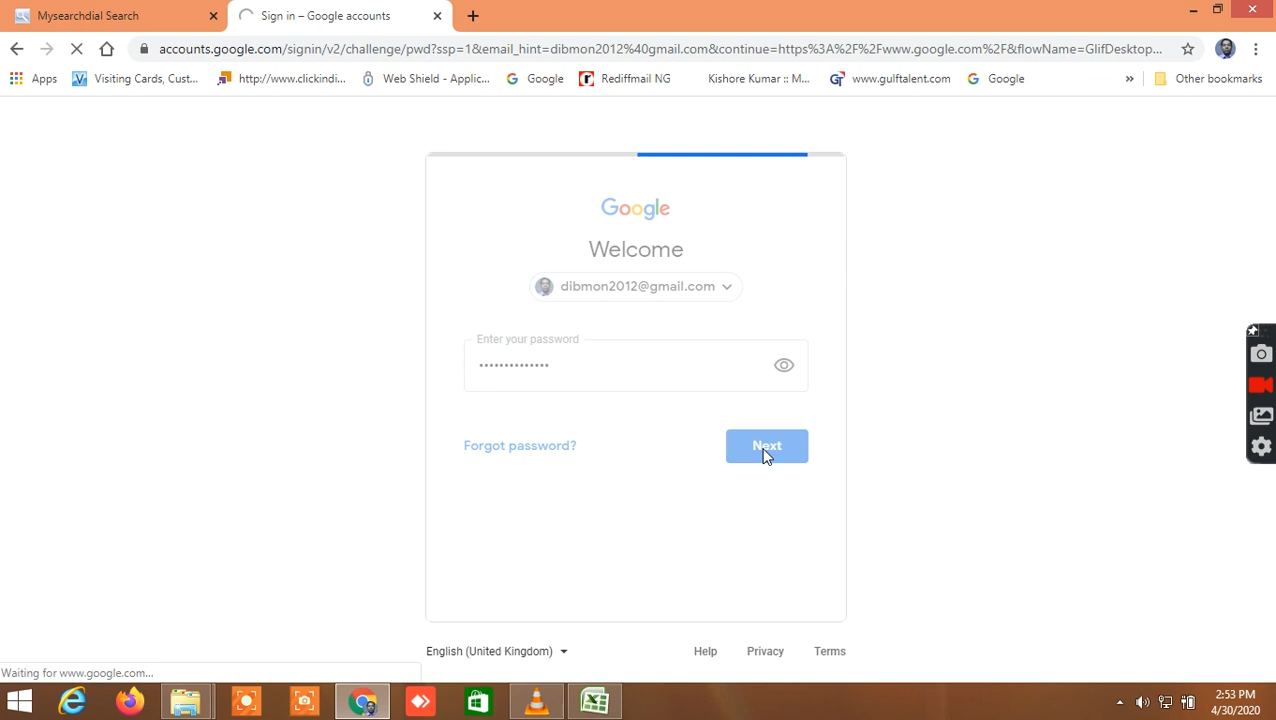 Mysearchdial Search
Sign in – Google accounts
accounts.google.com/signin/v2/challenge/pwd?ssp=1&email_hint=dibmon2012%40gmail.com&continue=https%3A%2F%2Fwww.google.com%2F&flowName=GlifDesktop...
Apps
Visiting Cards, Cust...
http://www.clickindi...
Web Shield - Applic...
Google
Rediffmail NG
Kishore Kumar :: M...
www.gulftalent.com
Google
»
Other bookmarks
Google
Welcome
dibmon2012@gmail.com
Enter your password
••••••••••••••
Forgot password?
Next
English (United Kingdom)
Help
Privacy
Terms
Waiting for www.google.com...
2:53 PM
4/30/2020